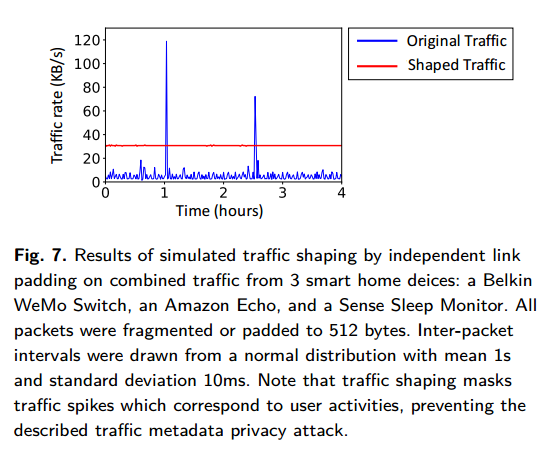 120
100
80
60
40
20
0
Traffic rate (KB/s)
0 1 2 3 4
Time (hours)
Original Traffic
Shaped Traffic
Fig. 7. Results of simulated traffic shaping by independent link
padding on combined traffic from 3 smart home deices: a Belkin
WeMo Switch, an Amazon Echo, and a Sense Sleep Monitor. All
packets were fragmented or padded to 512 bytes. Inter-packet
intervals were drawn from a normal distribution with mean 1s
and standard deviation 10ms. Note that traffic shaping masks
traffic spikes which correspond to user activities, preventing the
described traffic metadata privacy attack.